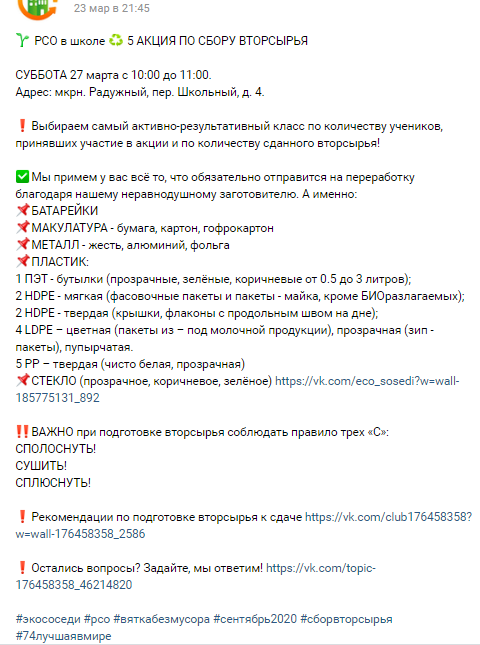 23 мар в 21:45
РСО в школе ♻ 5 АКЦИЯ ПО СБОРУ ВТОРСЫРЬЯ
СУББОТА 27 марта с 10:00 до 11:00.
Адрес: мкрн. Радужный, пер. Школьный, д. 4.
❗ Выбираем самый активно-результативный класс по количеству учеников,
принявших участие в акции и по количеству сданного вторсырья!
✅ Мы примем у вас всё то, что обязательно отправится на переработку
благодаря нашему неравнодушному заготовителю. А именно:
📌БАТАРЕЙКИ
📌МАКУЛАТУРА - бумага, картон, гофрокартон
📌МЕТАЛЛ - жесть, алюминий, фольга
📌ПЛАСТИК:
1 ПЭТ - бутылки (прозрачные, зелёные, коричневые от 0.5 до 3 литров);
2 HDPE - мягкая (фасовочные пакеты и пакеты - майка, кроме БИОразлагаемых);
2 HDPE - твердая (крышки, флаконы с продольным швом на дне);
4 LDPE – цветная (пакеты из – под молочной продукции), прозрачная (зип -
пакеты), пупырчатая.
5 PP – твердая (чисто белая, прозрачная)
📌СТЕКЛО (прозрачное, коричневое, зелёное) https://vk.com/eco_sosedi?w=wall-
185775131_892
‼ВАЖНО при подготовке вторсырья соблюдать правило трех «С»:
СПОЛОСНУТЬ!
СУШИТЬ!
СПЛЮСНУТЬ!
❗ Рекомендации по подготовке вторсырья к сдаче https://vk.com/club176458358?
w=wall-176458358_2586
❗ Остались вопросы? Задайте, мы ответим! https://vk.com/topic-
176458358_46214820
#экососеди #рсо #вяткабезмусора #сентябрь2020 #сборвторсырья
#74лучшаявмире